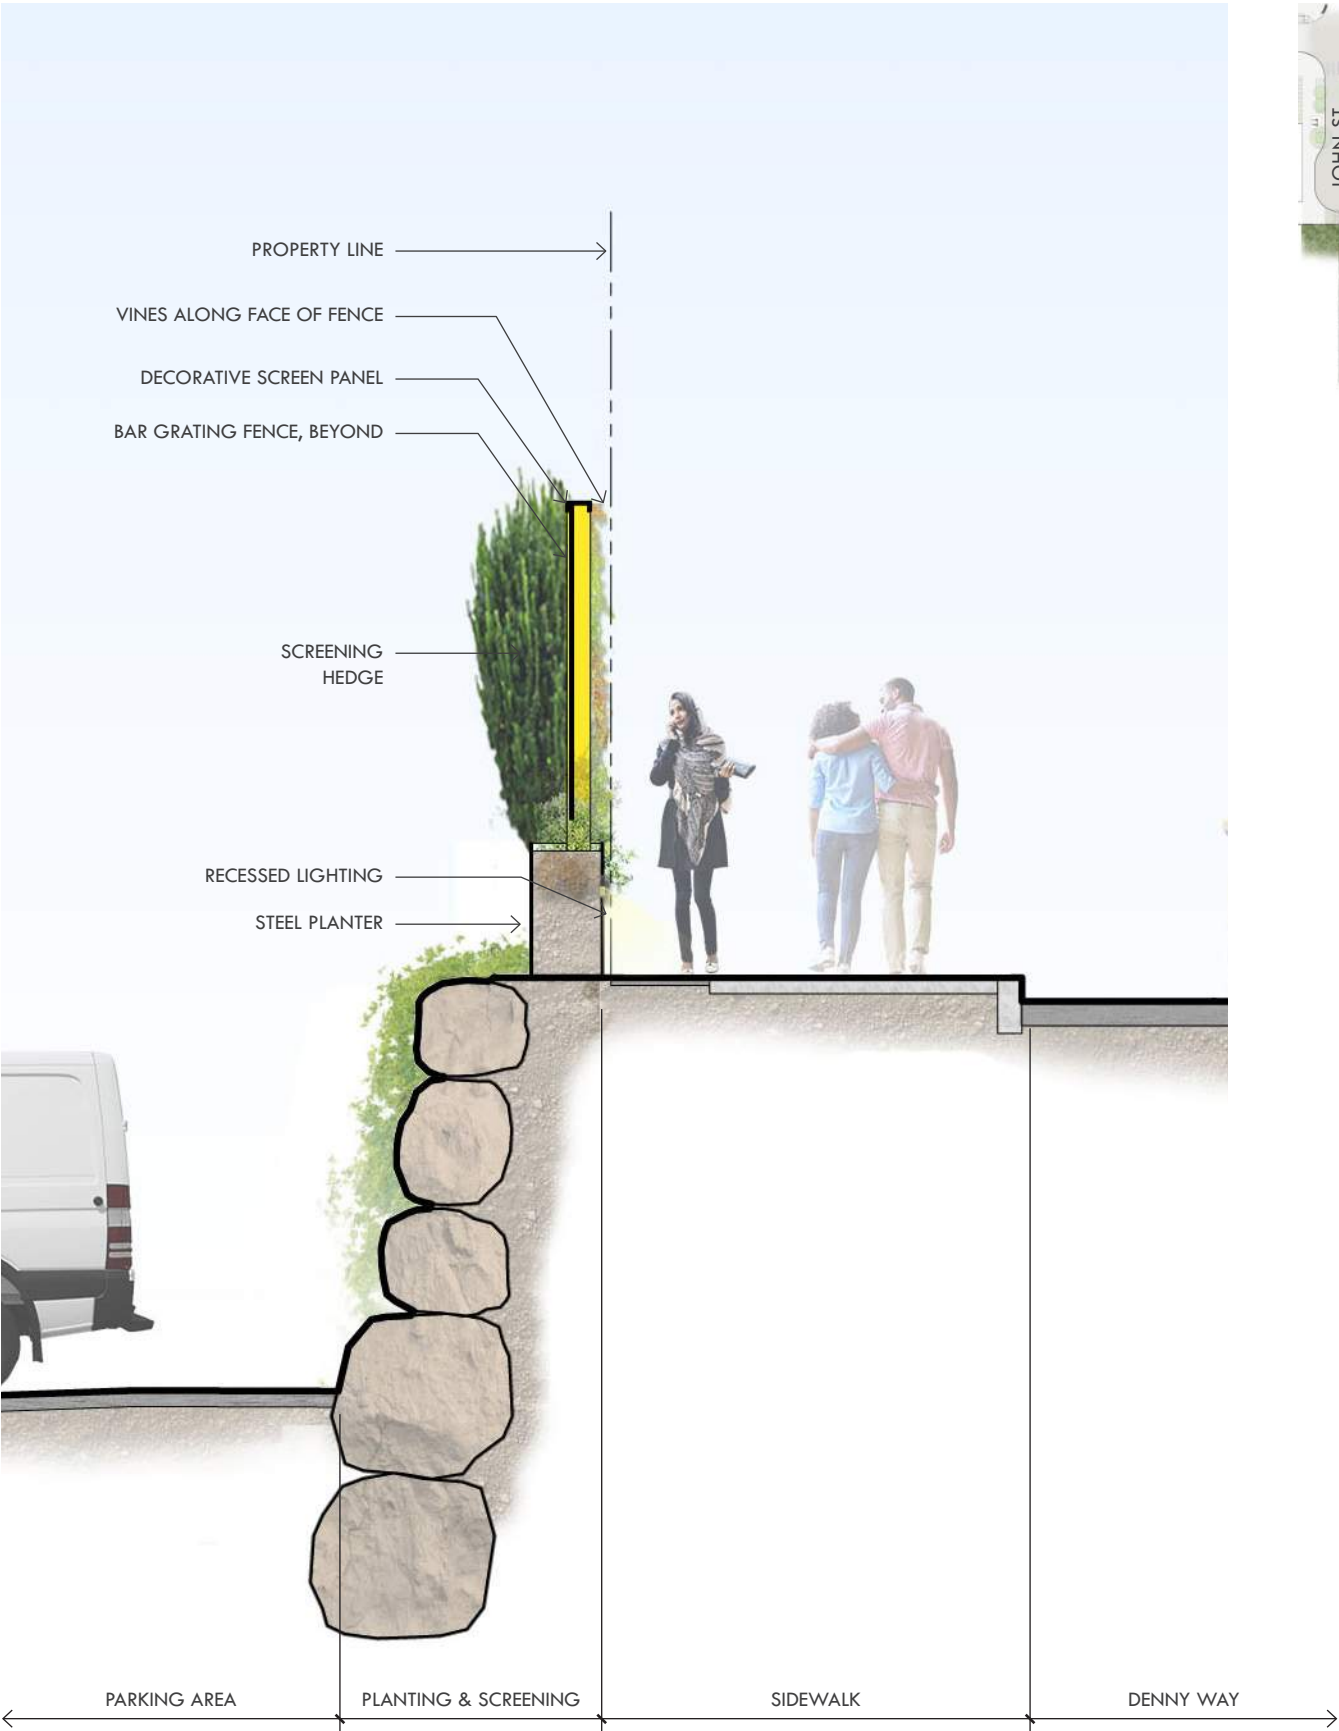 PROPERTY LINE
VINES ALONG FACE OF FENCE
DECORATIVE SCREEN PANEL
BAR GRATING FENCE, BEYOND
SCREENING
HEDGE
RECESSED LIGHTING
STEEL PLANTER
PARKING AREA
PLANTING & SCREENING
SIDEWALK
DENNY WAY
JOHN ST